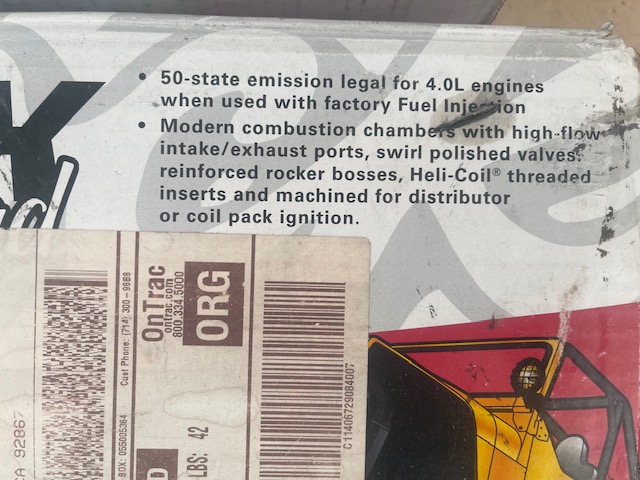 • 50-state emission legal for 4.0L engines
when used with factory Fuel Injection
• Modern combustion chambers with high-flow
intake/exhaust ports, swirl polished valves,
reinforced rocker bosses, Heli-Coil® threaded
inserts and machined for distributor
or coil pack ignition.
CA 92867
Cust Phone: (714) 300-9868
BOX: 055005364
OnTrac
ontrac.com
800.334.5000
ORG
LBS: 42
D
C11406729084007